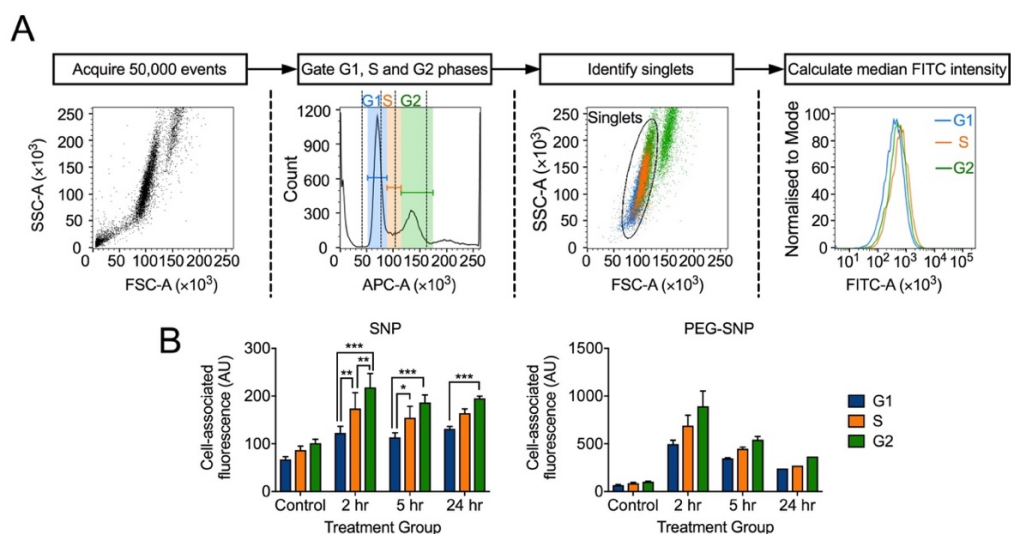 A
Acquire 50,000 events
Gate G1, S and G2 phases
Identify singlets
Calculate median FITC intensity
SSC-A (×10³)
250
200
150
100
50
0
0 50 100 150 200 250
FSC-A (×10³)
Count
1200
900
600
300
0
G1 S G2
0 50 100 150 200 250
APC-A (×10³)
SSC-A (×10³)
250
200
150
100
50
0
Singlets
0 50 100 150 200 250
FSC-A (×10³)
Normalised to Mode
100
80
60
40
20
0
G1
S
G2
10¹ 10² 10³ 10⁴ 10⁵
FITC-A (×10³)
B
SNP
Cell-associated
fluorescence (AU)
300
200
100
0
***
** **
***
*
***
Control 2 hr 5 hr 24 hr
Treatment Group
PEG-SNP
Cell-associated
fluorescence (AU)
1500
1000
500
0
Control 2 hr 5 hr 24 hr
Treatment Group
G1
S
G2